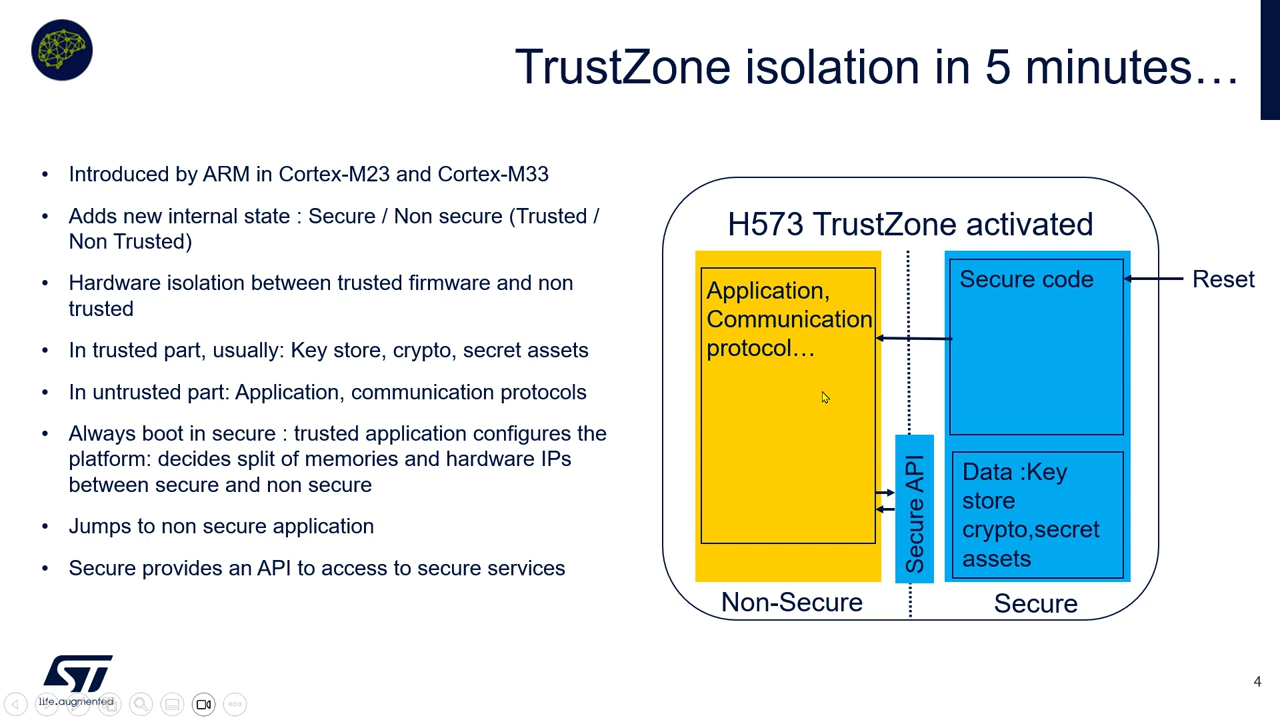 TrustZone isolation in 5 minutes…
• Introduced by ARM in Cortex-M23 and Cortex-M33
• Adds new internal state : Secure / Non secure (Trusted /
Non Trusted)
• Hardware isolation between trusted firmware and non
trusted
• In trusted part, usually: Key store, crypto, secret assets
• In untrusted part: Application, communication protocols
• Always boot in secure : trusted application configures the
platform: decides split of memories and hardware IPs
between secure and non secure
• Jumps to non secure application
• Secure provides an API to access to secure services
H573 TrustZone activated
Application,
Communication
protocol…
Secure API
Secure code
Reset
Data :Key
store
crypto,secret
assets
Non-Secure
Secure
ST
life.augmented
4